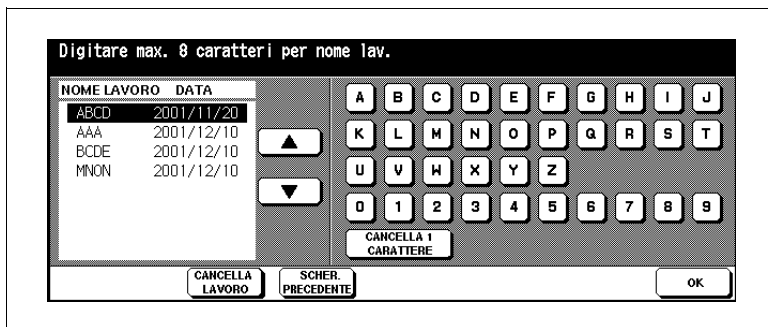 Digitare max. 8 caratteri per nome lav.
NOME LAVORO DATA
ABCD 2001/11/20
AAA 2001/12/10
BCDE 2001/12/10
MNON 2001/12/10
A B C D E F G H I J
K L M N O P Q R S T
U V W X Y Z
0 1 2 3 4 5 6 7 8 9
CANCELLA 1
CARATTERE
CANCELLA
LAVORO
SCHER.
PRECEDENTE
OK